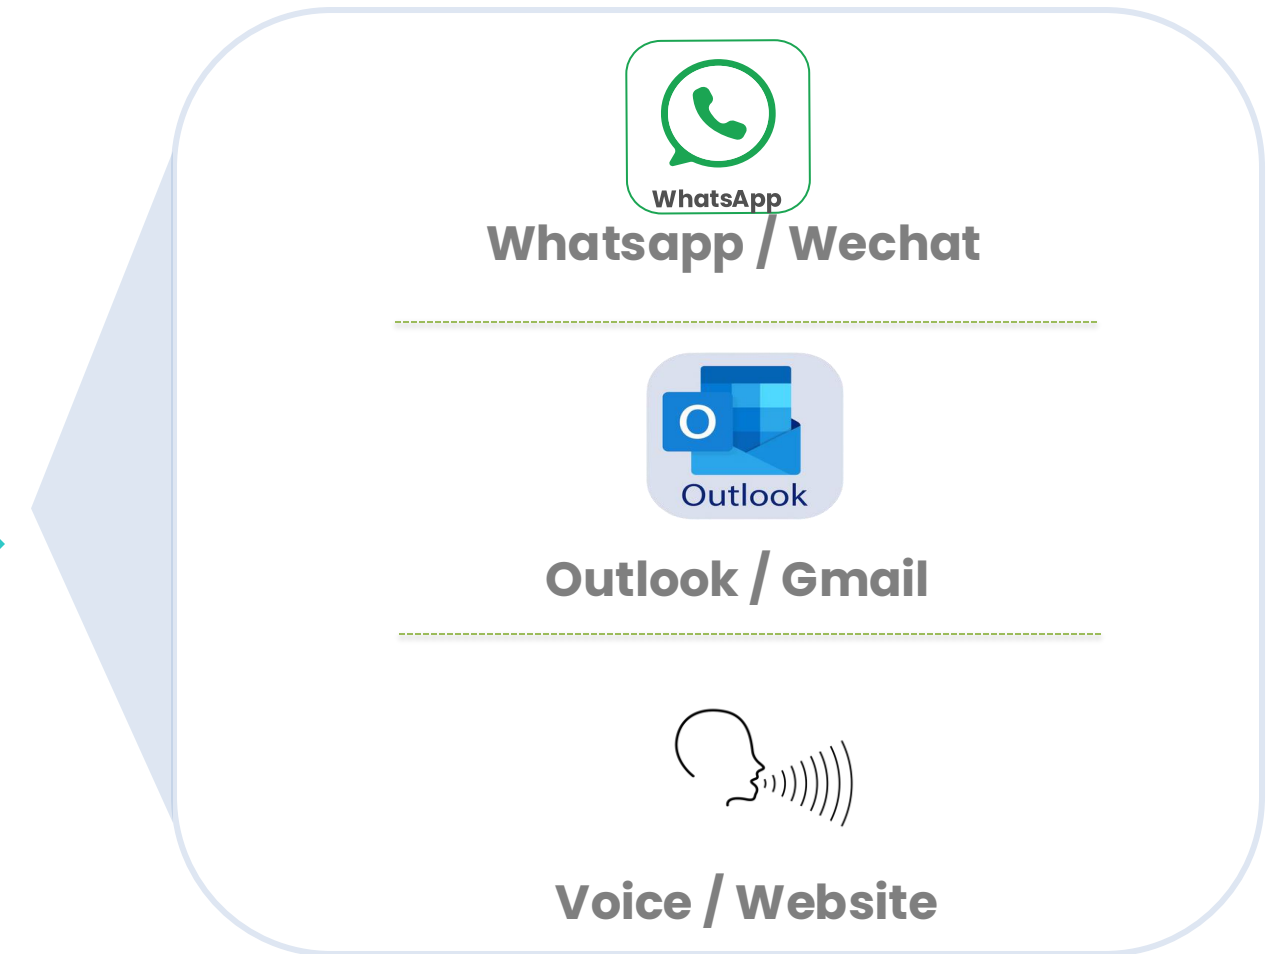 WhatsApp
Whatsapp / Wechat
O
Outlook
Outlook / Gmail
Voice / Website